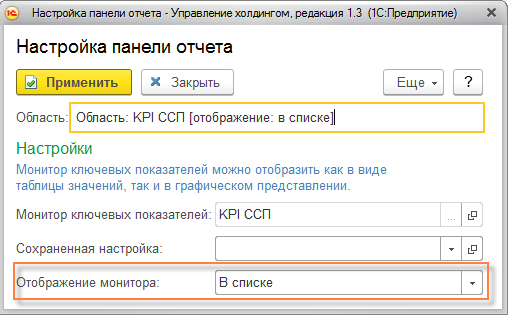 Настройка панели отчета - Управление холдингом, редакция 1.3 (1С:Предприятие)
Настройка панели отчета
Применить Закрыть Еще ?
Область: Область: KPI ССП [отображение: в списке]
Настройки
Монитор ключевых показателей можно отобразить как в виде
таблицы значений, так и в графическом представлении.
Монитор ключевых показателей: KPI ССП ...
Сохраненная настройка:
Отображение монитора: В списке